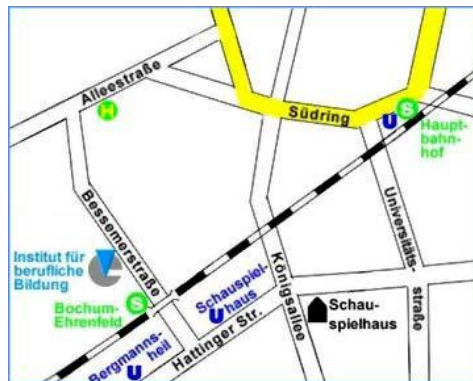 Alleestraße
H
Südring
U
S
Haupt-
bahn-
hof
Bessemerstraße
Universitäts-
straße
Institut für
berufliche
Bildung
Königsallee
Schauspiel-
haus
U
Schau-
spielhaus
S
Bochum-
Ehrenfeld
Hattinger Str.
Bergmanns-
heil
U